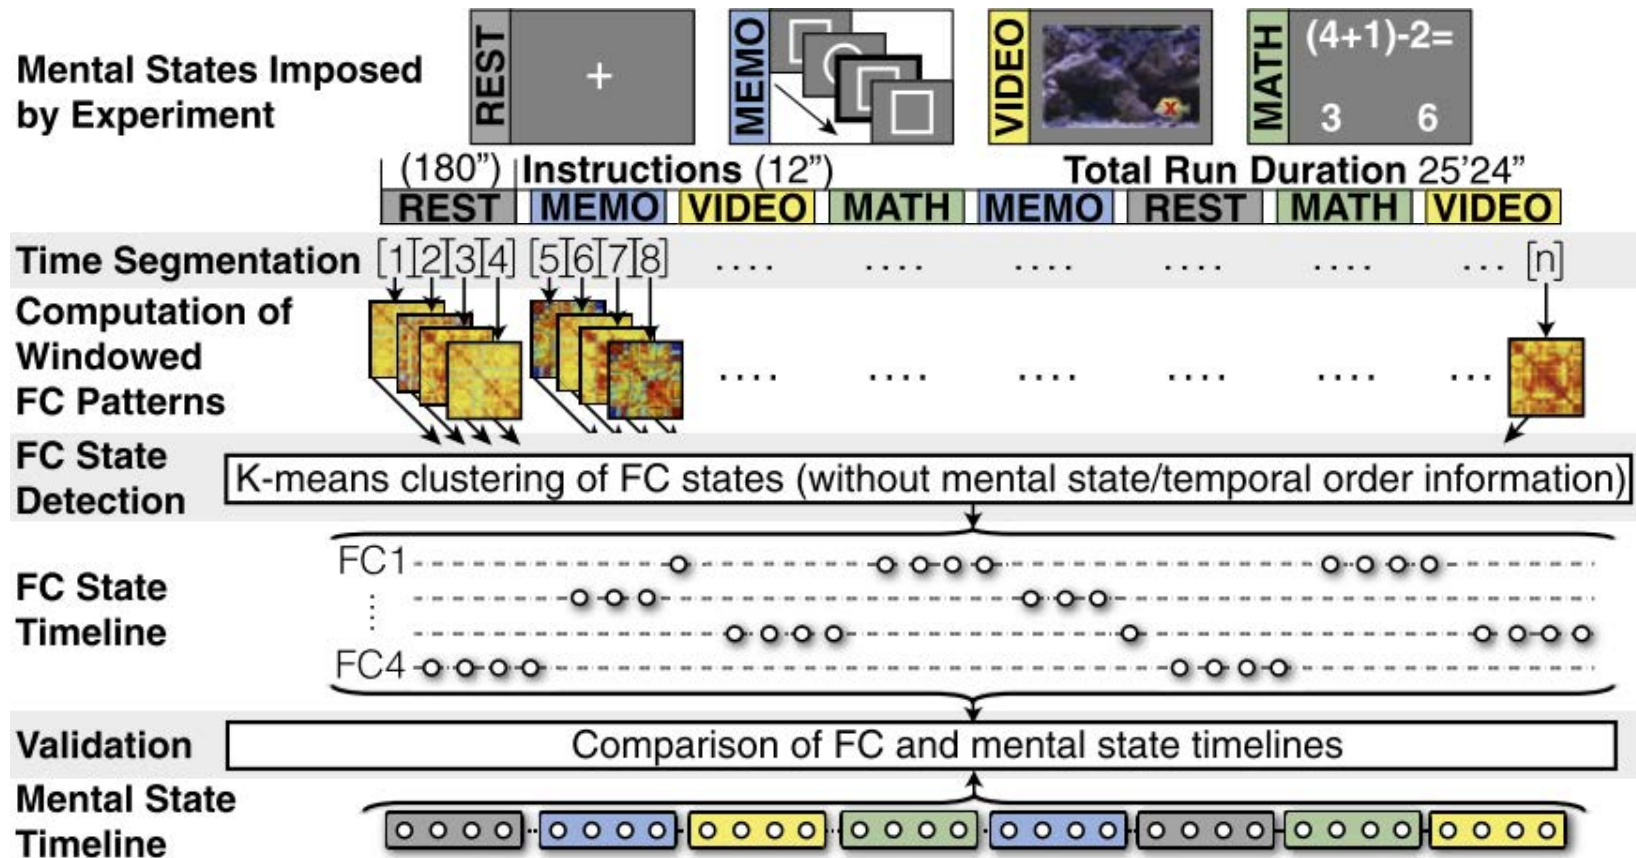 Mental States Imposed
by Experiment
REST
+
MEMO
VIDEO
X
MATH
(4+1)-2=
3 6
(180”) Instructions (12”) Total Run Duration 25’24”
REST MEMO VIDEO MATH MEMO REST MATH VIDEO
Time Segmentation [1][2][3][4] [5][6][7][8] .... .... .... .... .... ... [n]
Computation of
Windowed
FC Patterns
.... .... .... .... .... ...
FC State
Detection
K-means clustering of FC states (without mental state/temporal order information)
FC State
Timeline
FC1
FC4
Validation
Comparison of FC and mental state timelines
Mental State
Timeline